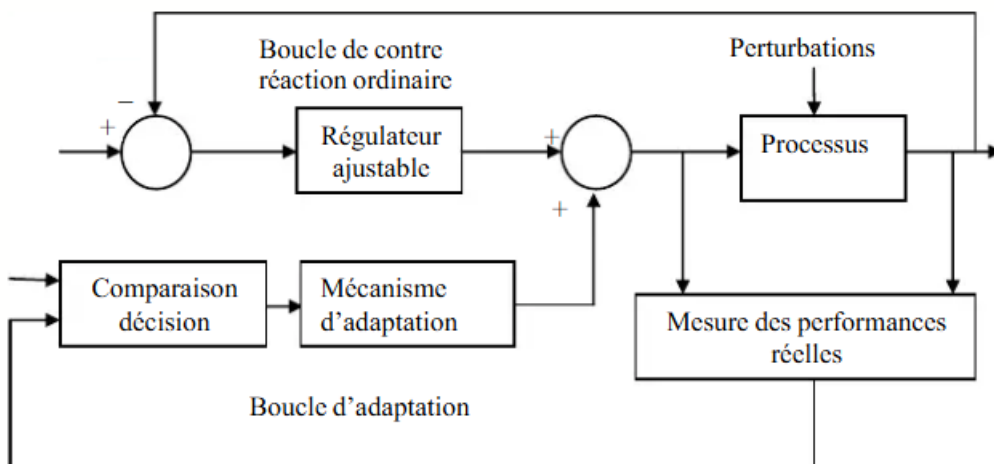 Boucle de contre
réaction ordinaire
Perturbations
−
+
Régulateur
ajustable
+
+
Processus
Comparaison
décision
Mécanisme
d’adaptation
Mesure des performances
réelles
Boucle d’adaptation